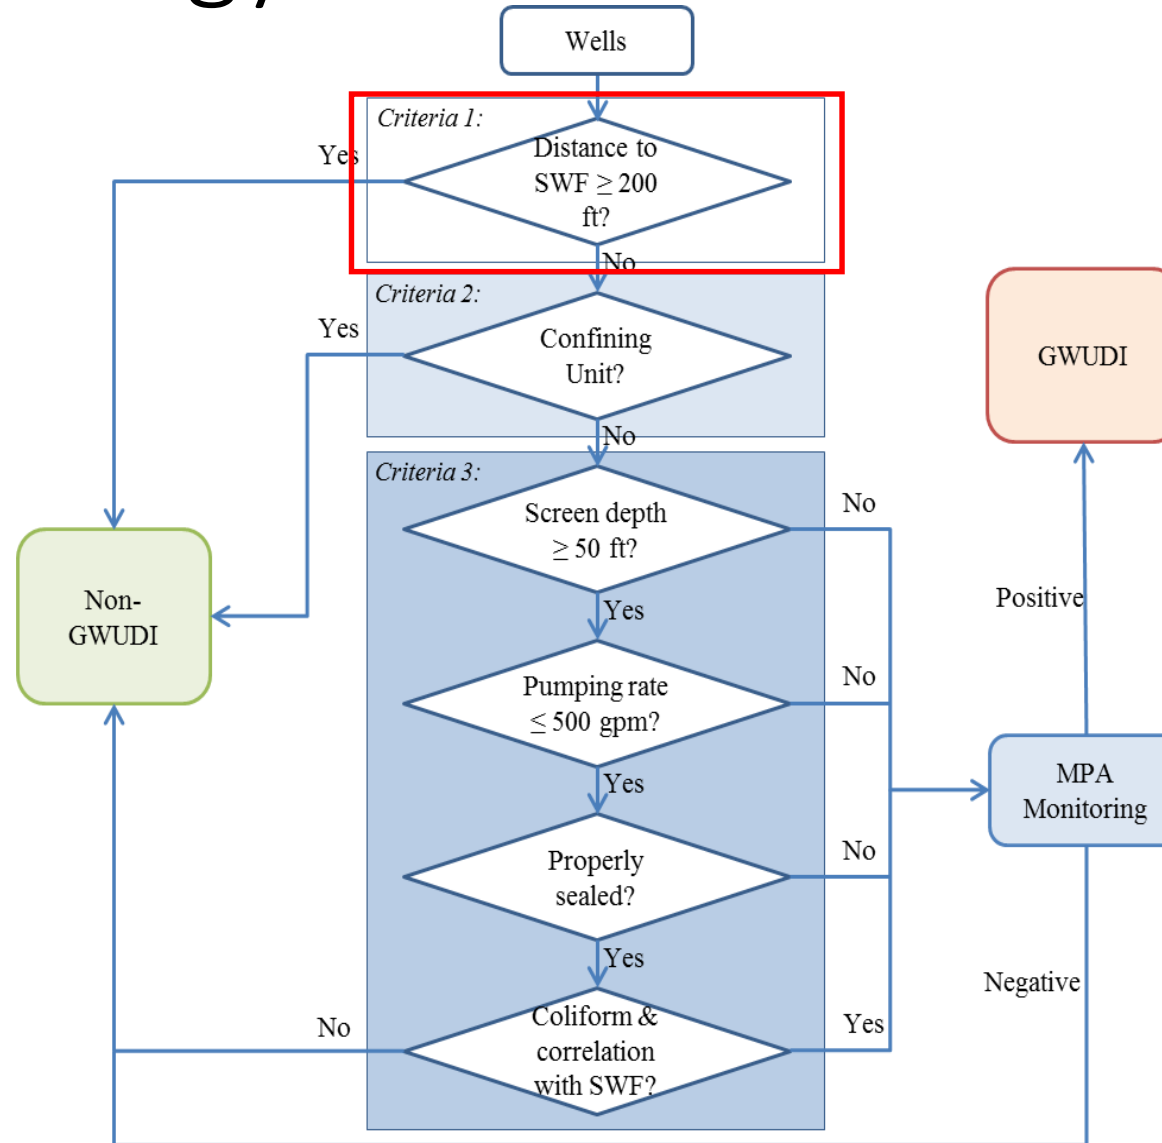 gy
Wells
Criteria 1:
Yes
Distance to
SWF ≥ 200
ft?
No
Criteria 2:
Yes
Confining
Unit?
No
GWUDI
Criteria 3:
Screen depth
≥ 50 ft?
No
Yes
Non-
GWUDI
Positive
Pumping rate
≤ 500 gpm?
No
Yes
MPA
Monitoring
Properly
sealed?
No
Yes
Negative
Coliform &
correlation
with SWF?
No
Yes